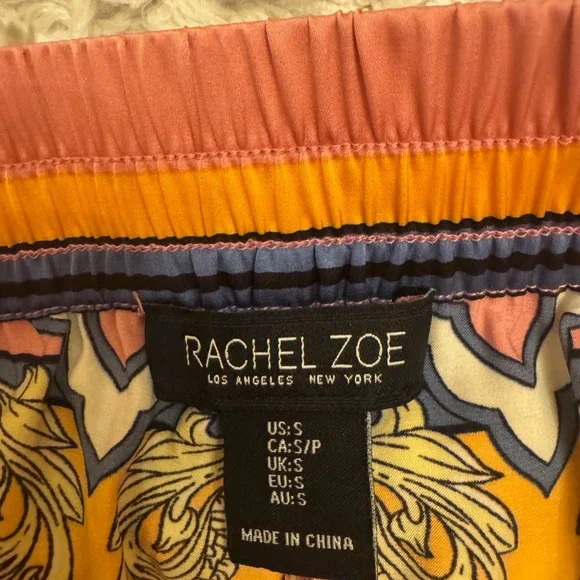 RACHEL ZOE
LOS ANGELES NEW YORK
US:S
CA:S/P
UK:S
EU:S
AU:S
MADE IN CHINA